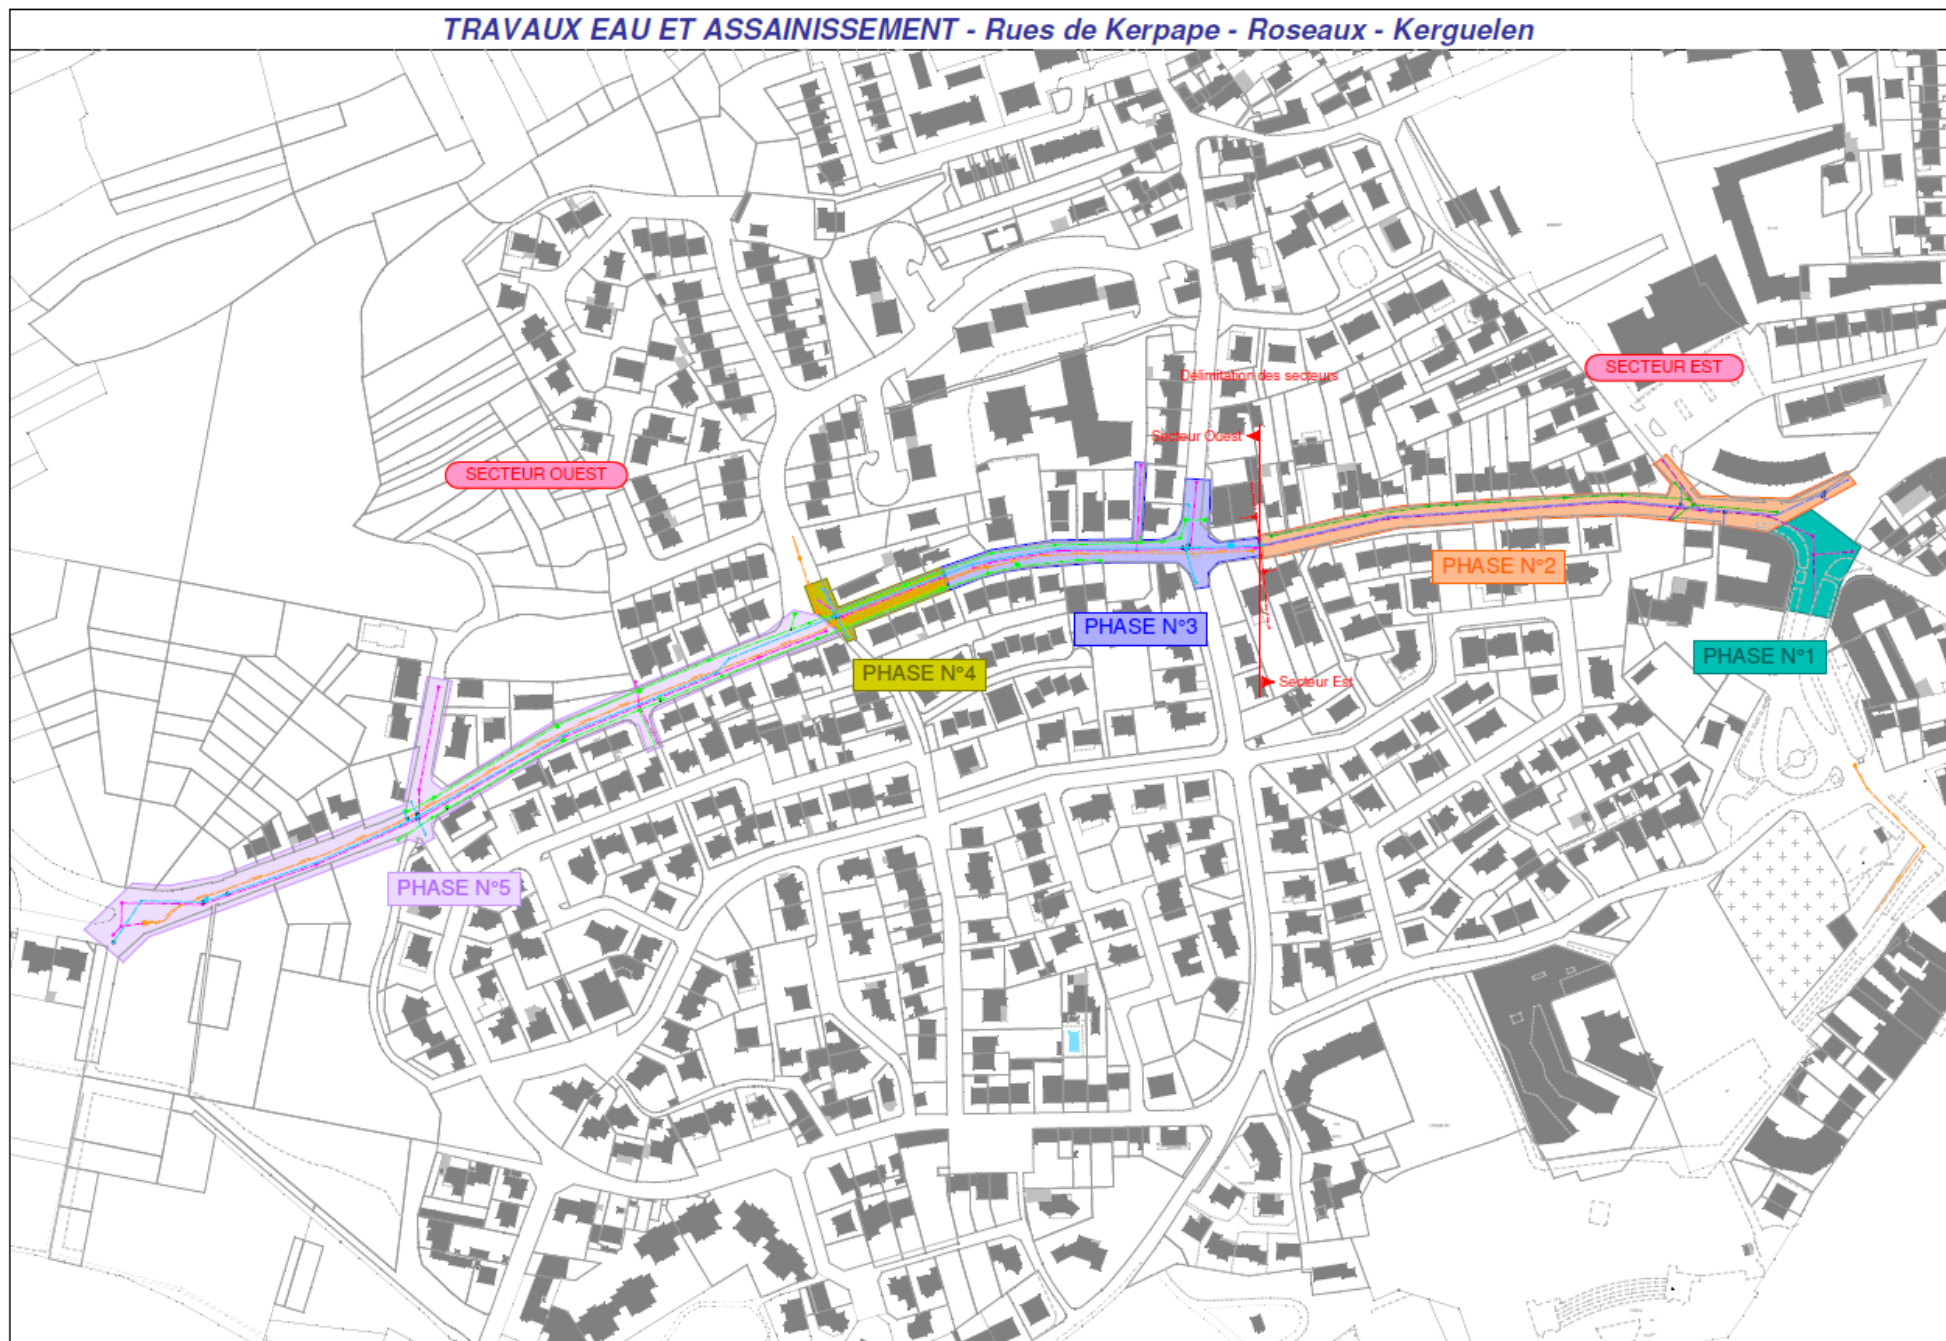 TRAVAUX EAU ET ASSAINISSEMENT - Rues de Kerpape - Roseaux - Kerguelen
SECTEUR EST
Délimitation des secteurs
Secteur Ouest
SECTEUR OUEST
PHASE N°2
PHASE N°3
PHASE N°1
PHASE N°4
Secteur Est
PHASE N°5